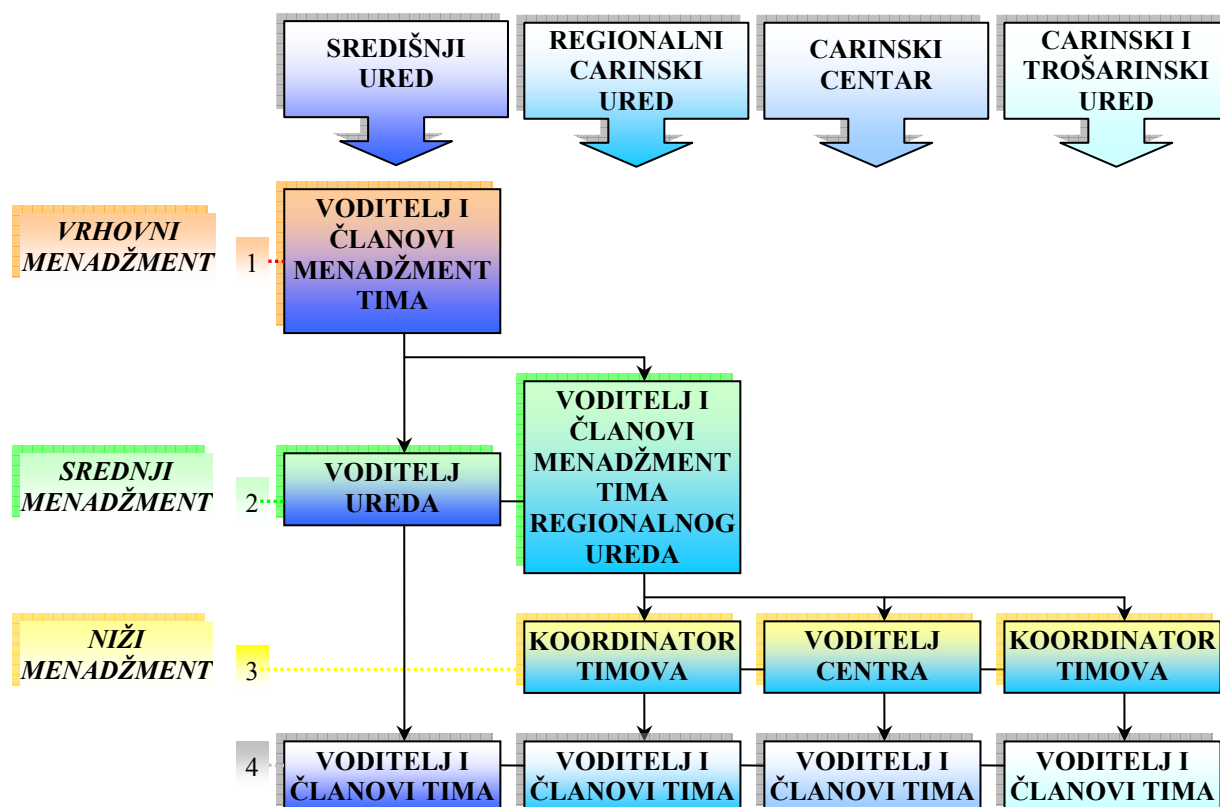 SREDIŠNJI
URED
REGIONALNI
CARINSKI
URED
CARINSKI
CENTAR
CARINSKI I
TROŠARINSKI
URED
VRHOVNI
MENADŽMENT
1
VODITELJ I
ČLANOVI
MENADŽMENT
TIMA
SREDNJI
MENADŽMENT
2
VODITELJ
UREDA
VODITELJ I
ČLANOVI
MENADŽMENT
TIMA
REGIONALNOG
UREDA
NIŽI
MENADŽMENT
3
KOORDINATOR
TIMOVA
VODITELJ
CENTRA
KOORDINATOR
TIMOVA
4
VODITELJ I
ČLANOVI TIMA
VODITELJ I
ČLANOVI TIMA
VODITELJ I
ČLANOVI TIMA
VODITELJ I
ČLANOVI TIMA